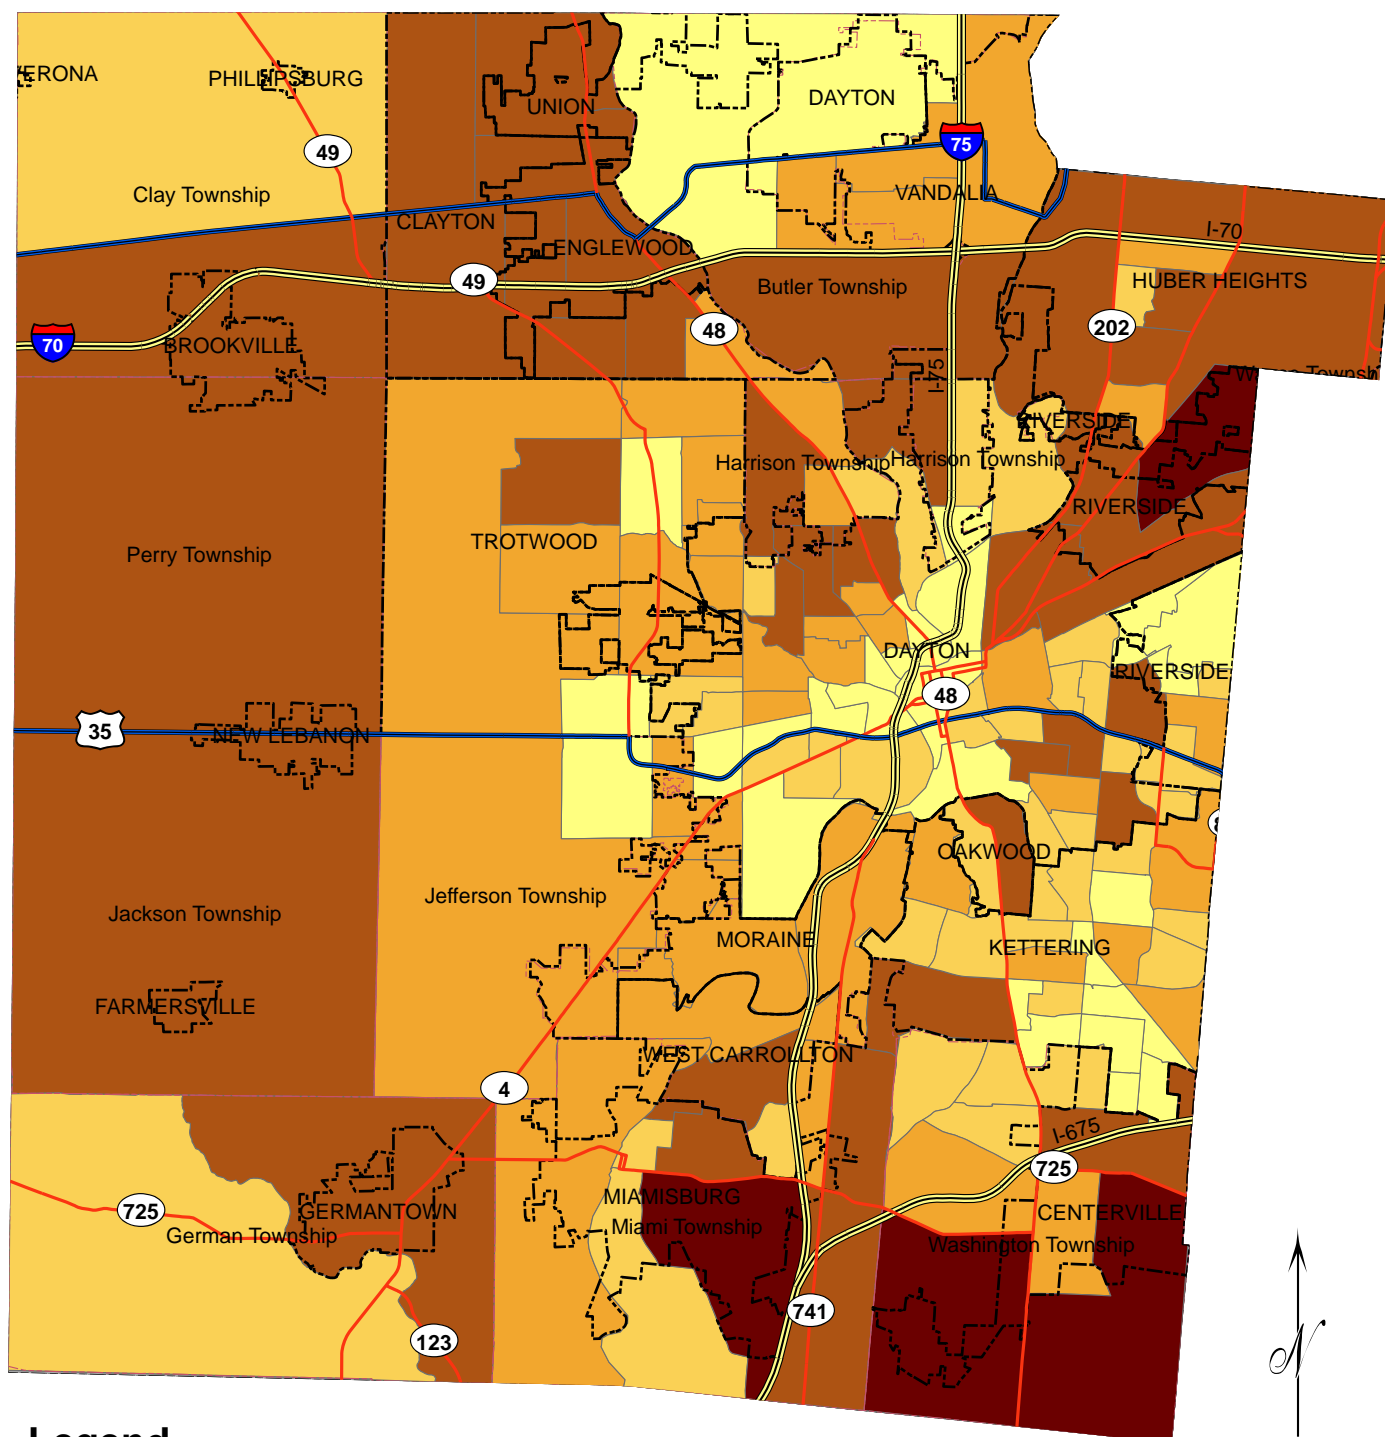 VERONA
PHILLIPSBURG
UNION
DAYTON
49
75
Clay Township
VANDALIA
CLAYTON
I-70
ENGLEWOOD
49
Butler Township
HUBER HEIGHTS
48
202
70
BROOKVILLE
I-75
RIVERSIDE
Harrison Township
Harrison Township
RIVERSIDE
TROTWOOD
Perry Township
DAYTON
RIVERSIDE
48
35
NEW LEBANON
OAKWOOD
Jefferson Township
Jackson Township
MORAINE
KETTERING
FARMERSVILLE
WEST CARROLLTON
4
I-675
725
MIAMISBURG
725
GERMANTOWN
CENTERVILLE
Miami Township
German Township
Washington Township
741
123
N
Legend